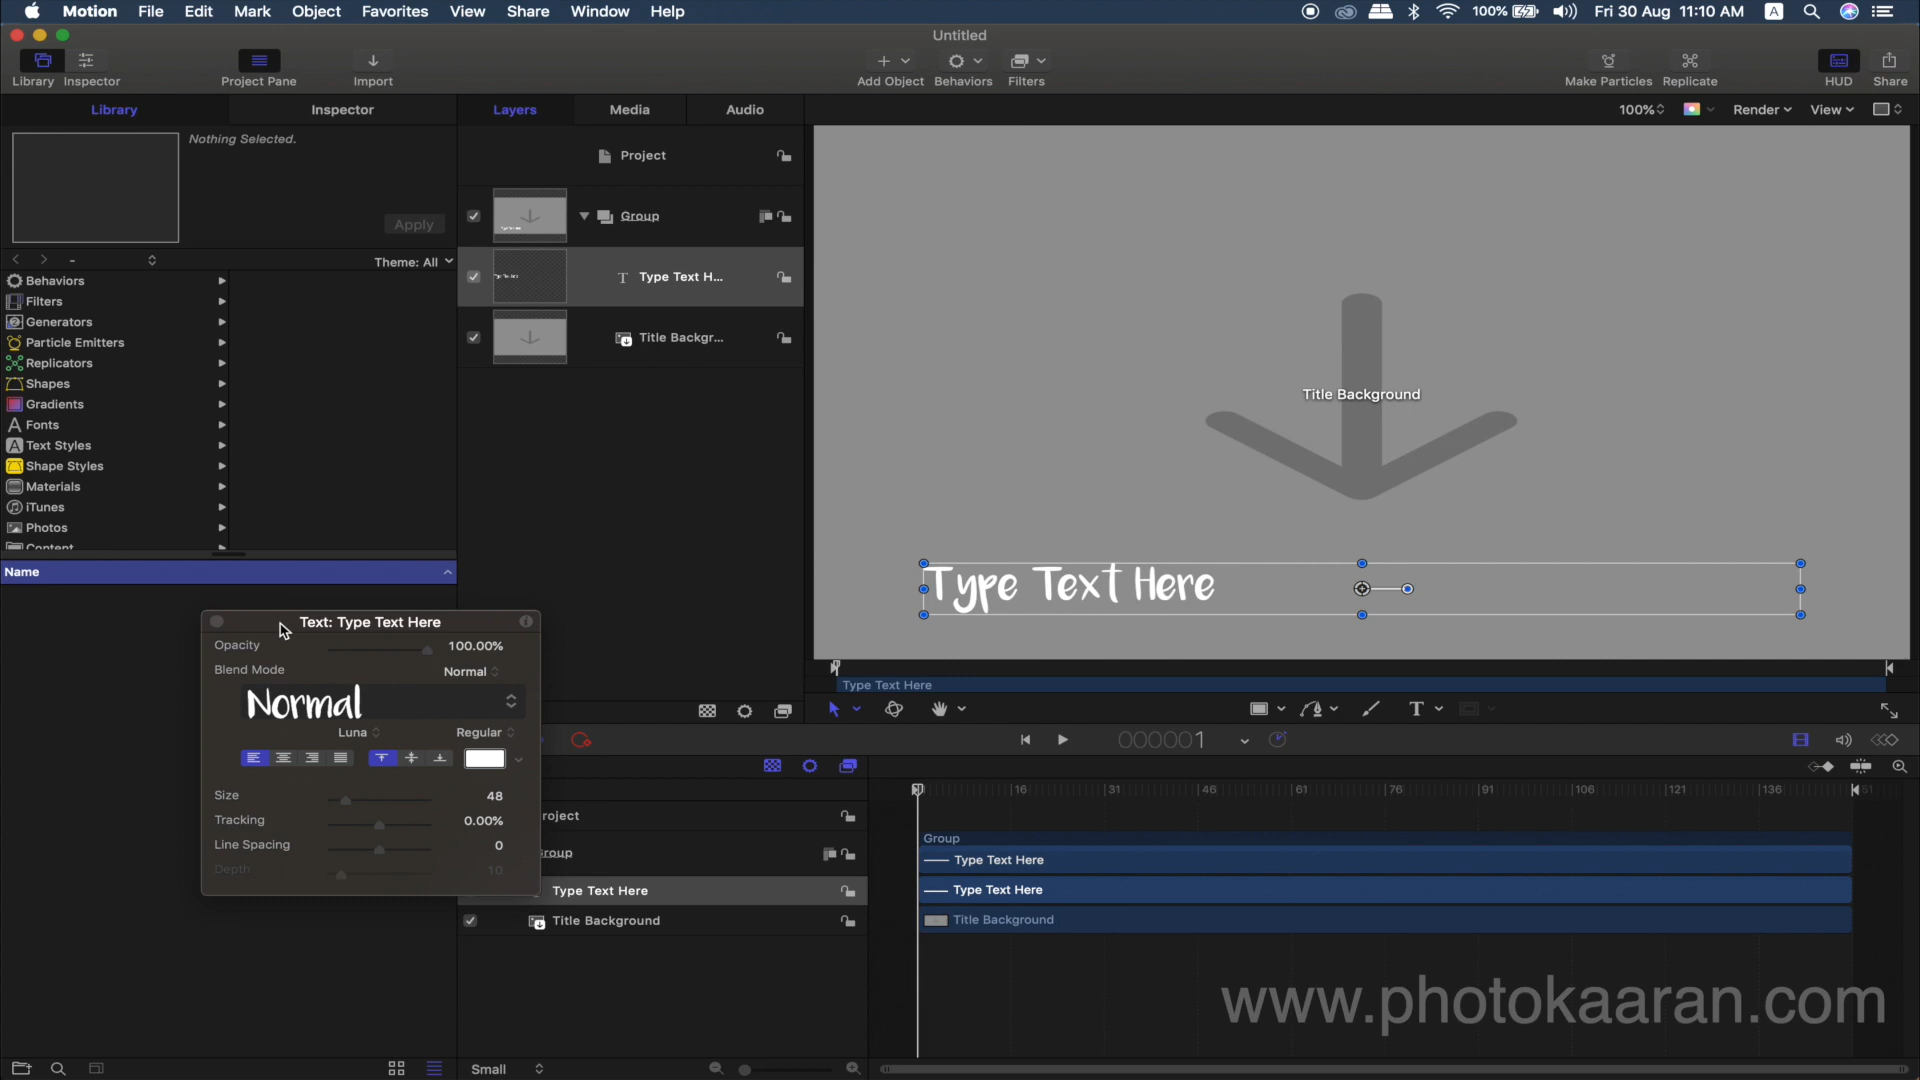 Motion File Edit Mark Object Favorites View Share Window Help 100% Fri 30 Aug 11:10 AM A
Untitled
Library Inspector Project Pane Import Add Object Behaviors Filters Make Particles Replicate HUD Share
Library Inspector Layers Media Audio 100% Render View
Nothing Selected.
Apply
Theme: All
Behaviors
Filters
Generators
Particle Emitters
Replicators
Shapes
Gradients
Fonts
Text Styles
Shape Styles
Materials
iTunes
Photos
Content
Name
Project
Group
Type Text H...
Title Backgr...
Title Background
Type Text Here
Type Text Here
Text: Type Text Here
Opacity 100.00%
Blend Mode Normal
Normal
Luna Regular
Size 48
Tracking 0.00%
Line Spacing 0
Depth 10
000001
16 31 46 61 76 91 106 121 136 51
roject
roup
Type Text Here
Title Background
Group
Type Text Here
Type Text Here
Title Background
www.photokaaran.com
Small